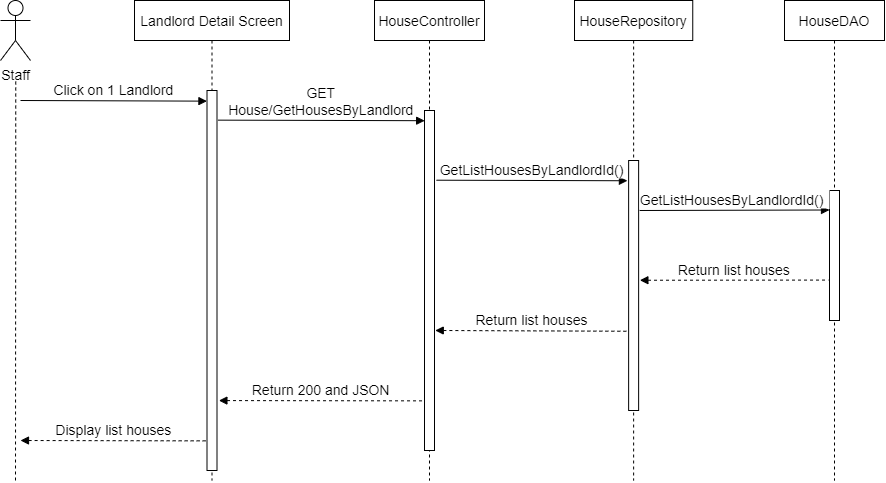 Landlord Detail Screen
HouseController
HouseRepository
HouseDAO
Staff
Click on 1 Landlord
GET
House/GetHousesByLandlord
GetListHousesByLandlordId()
GetListHousesByLandlordId()
Return list houses
Return list houses
Return 200 and JSON
Display list houses